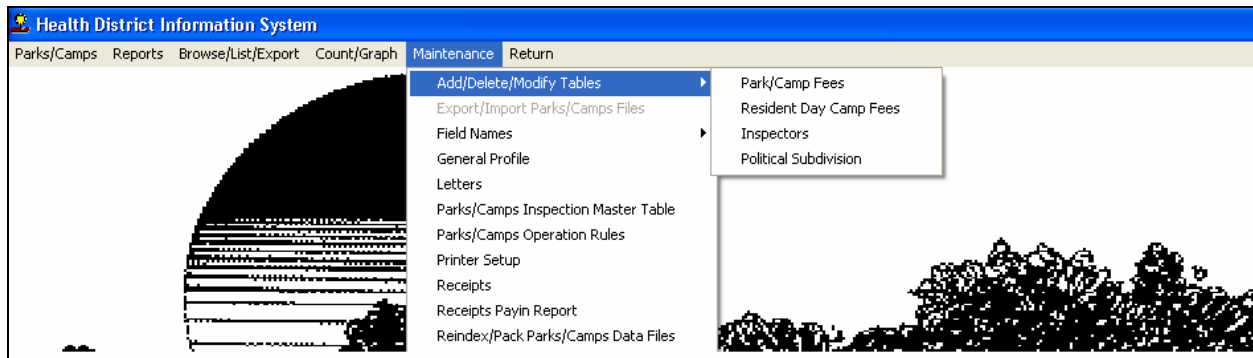 Health District Information System
Parks/Camps Reports Browse/List/Export Count/Graph Maintenance Return
Add/Delete/Modify Tables
Export/Import Parks/Camps Files
Field Names
General Profile
Letters
Parks/Camps Inspection Master Table
Parks/Camps Operation Rules
Printer Setup
Receipts
Receipts Payin Report
Reindex/Pack Parks/Camps Data Files
Park/Camp Fees
Resident Day Camp Fees
Inspectors
Political Subdivision